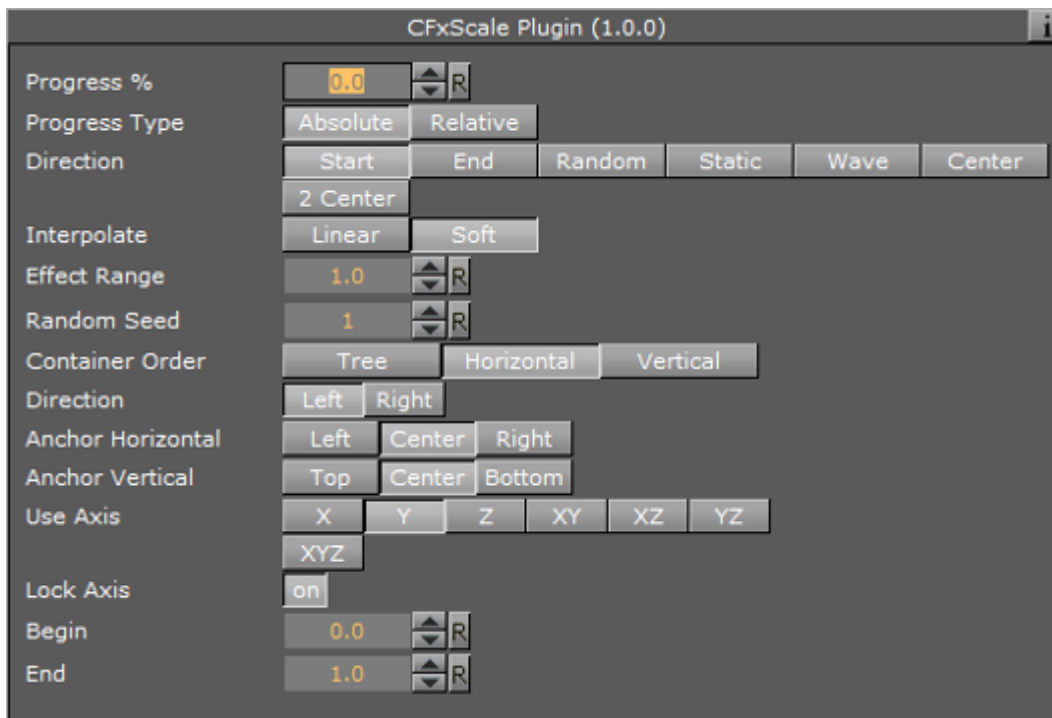 CFxScale Plugin (1.0.0) i
Progress % 0.0 R
Progress Type Absolute Relative
Direction Start End Random Static Wave Center
2 Center
Interpolate Linear Soft
Effect Range 1.0 R
Random Seed 1 R
Container Order Tree Horizontal Vertical
Direction Left Right
Anchor Horizontal Left Center Right
Anchor Vertical Top Center Bottom
Use Axis X Y Z XY XZ YZ
XYZ
Lock Axis on
Begin 0.0 R
End 1.0 R